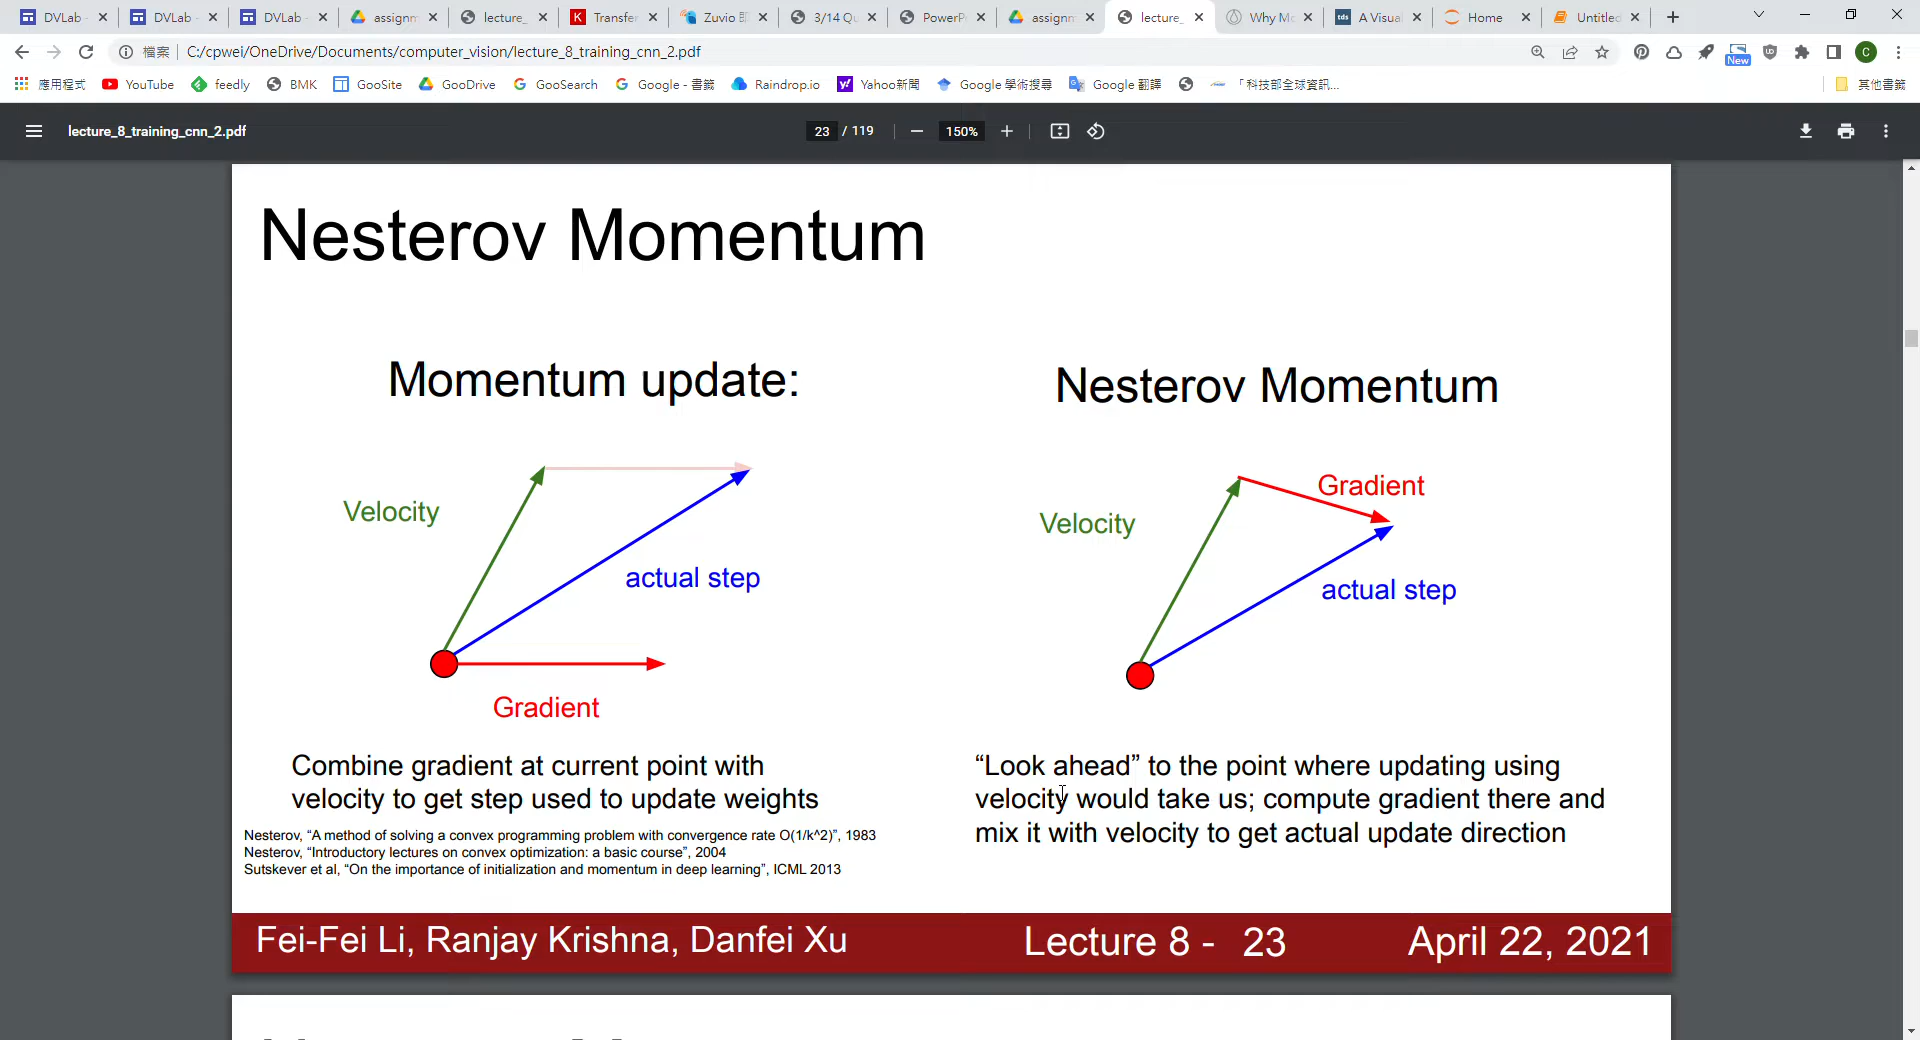 DVLab -
DVLab -
DVLab -
assignm
lecture_
Transfer
Zuvio 即
3/14 Qu
PowerPo
assignm
lecture_
Why Mo
A Visual
Home
Untitled
檔案 | C:/cpwei/OneDrive/Documents/computer_vision/lecture_8_training_cnn_2.pdf
New
C
應用程式 YouTube feedly BMK GooSite GooDrive GooSearch Google - 書籤 Raindrop.io Yahoo新聞 Google 學術搜尋 Google 翻譯 「科技部全球資訊... 其他書籤
lecture_8_training_cnn_2.pdf
23 / 119
150%
Nesterov Momentum
Momentum update:
Nesterov Momentum
Velocity
actual step
Gradient
Gradient
Velocity
actual step
Combine gradient at current point with
velocity to get step used to update weights
“Look ahead” to the point where updating using
velocity would take us; compute gradient there and
mix it with velocity to get actual update direction
Nesterov, “A method of solving a convex programming problem with convergence rate O(1/k^2)”, 1983
Nesterov, “Introductory lectures on convex optimization: a basic course”, 2004
Sutskever et al, “On the importance of initialization and momentum in deep learning”, ICML 2013
Fei-Fei Li, Ranjay Krishna, Danfei Xu
Lecture 8 - 23
April 22, 2021